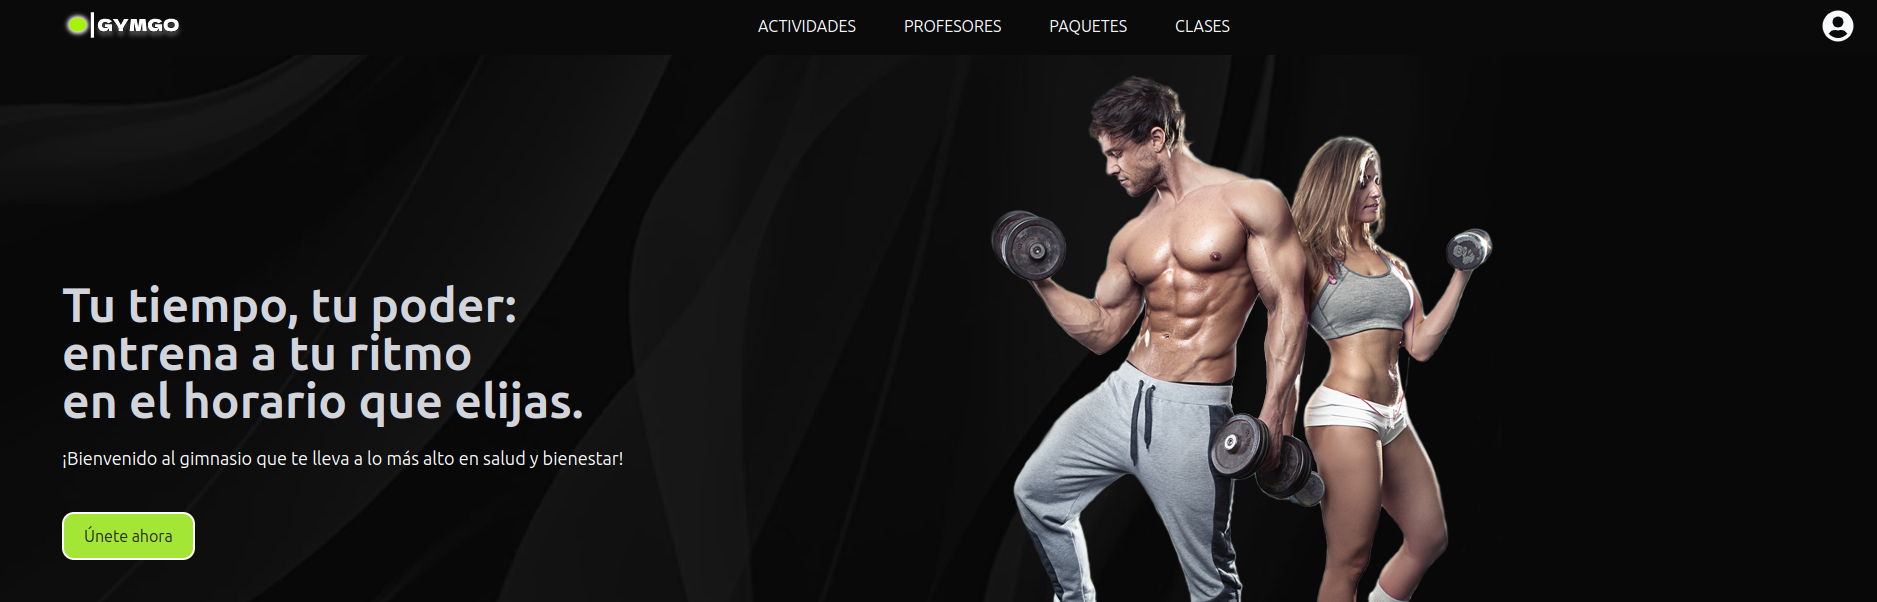 GYMGO
ACTIVIDADES
PROFESORES
PAQUETES
CLASES
Tu tiempo, tu poder:
entrena a tu ritmo
en el horario que elijas.
¡Bienvenido al gimnasio que te lleva a lo más alto en salud y bienestar!
Únete ahora